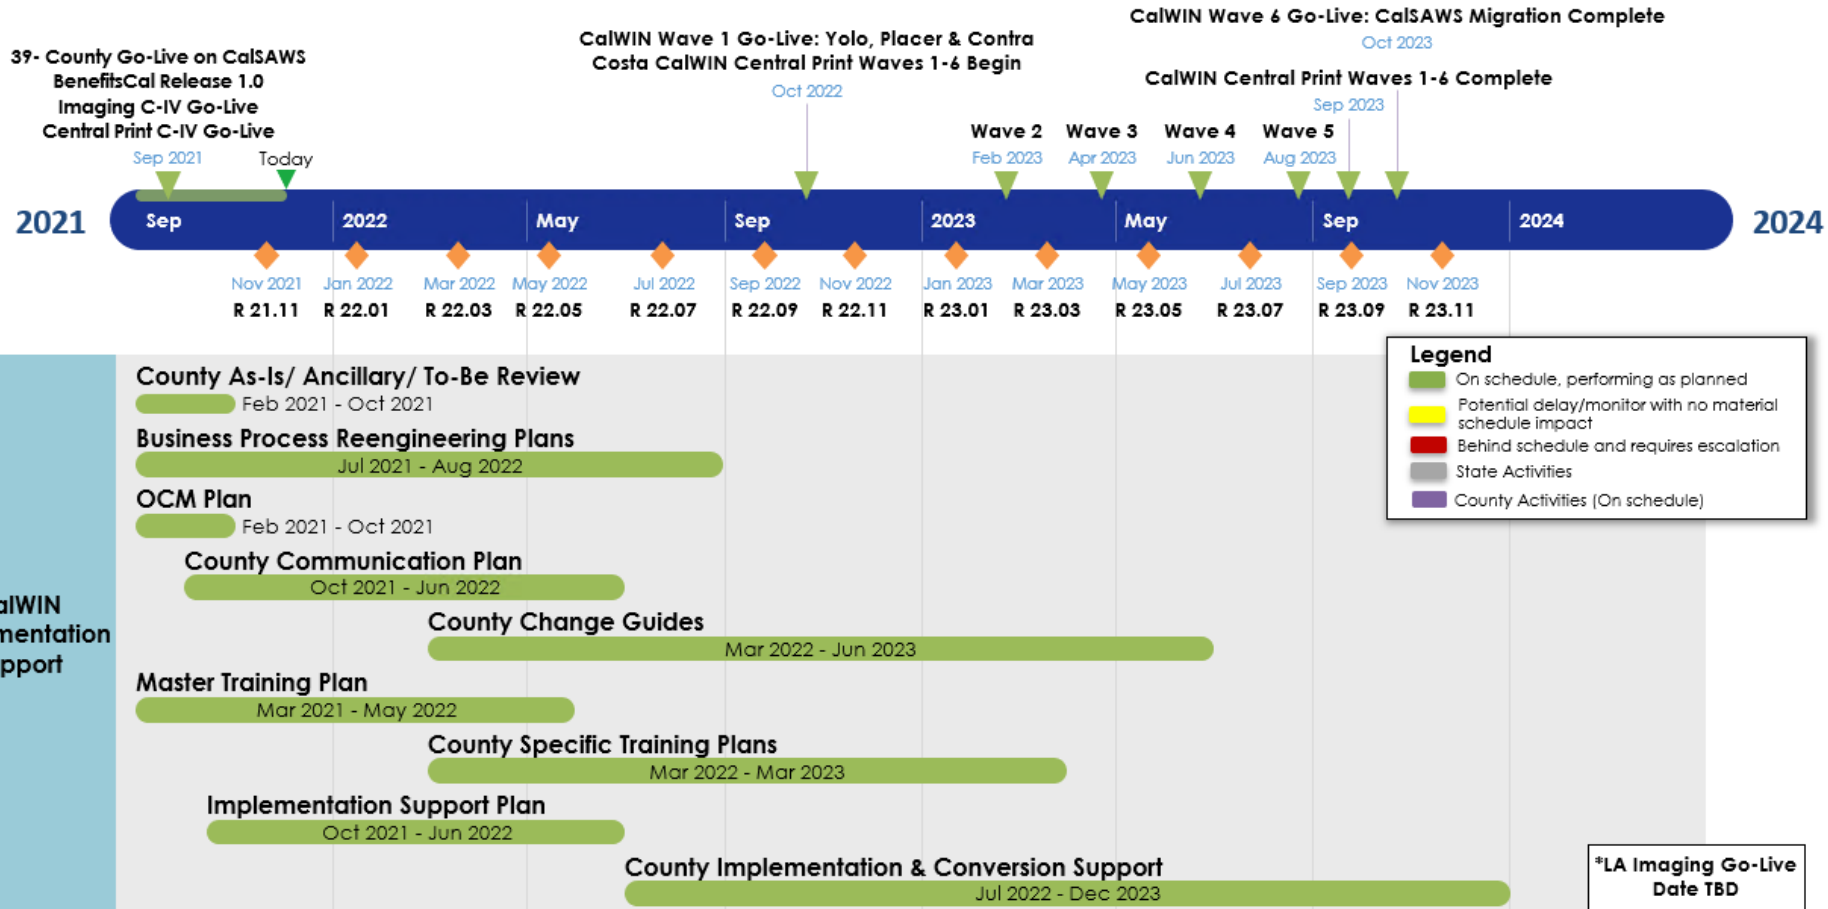 CalWIN Wave 6 Go-Live: CalSAWS Migration Complete
Oct 2023
CalWIN Wave 1 Go-Live: Yolo, Placer & Contra
Costa CalWIN Central Print Waves 1-6 Begin
Oct 2022
39- County Go-Live on CalSAWS
BenefitsCal Release 1.0
Imaging C-IV Go-Live
Central Print C-IV Go-Live
Sep 2021
Today
CalWIN Central Print Waves 1-6 Complete
Sep 2023
Wave 2 Wave 3 Wave 4 Wave 5
Feb 2023 Apr 2023 Jun 2023 Aug 2023
2021 Sep 2022 May Sep 2023 May Sep 2024 2024
Nov 2021 Jan 2022 Mar 2022 May 2022 Jul 2022 Sep 2022 Nov 2022 Jan 2023 Mar 2023 May 2023 Jul 2023 Sep 2023 Nov 2023
R 21.11 R 22.01 R 22.03 R 22.05 R 22.07 R 22.09 R 22.11 R 23.01 R 23.03 R 23.05 R 23.07 R 23.09 R 23.11
Legend
On schedule, performing as planned
Potential delay/monitor with no material
schedule impact
Behind schedule and requires escalation
State Activities
County Activities (On schedule)
alWIN
mentation
pport
County As-Is/ Ancillary/ To-Be Review
Feb 2021 - Oct 2021
Business Process Reengineering Plans
Jul 2021 - Aug 2022
OCM Plan
Feb 2021 - Oct 2021
County Communication Plan
Oct 2021 - Jun 2022
County Change Guides
Mar 2022 - Jun 2023
Master Training Plan
Mar 2021 - May 2022
County Specific Training Plans
Mar 2022 - Mar 2023
Implementation Support Plan
Oct 2021 - Jun 2022
County Implementation & Conversion Support
Jul 2022 - Dec 2023
*LA Imaging Go-Live
Date TBD